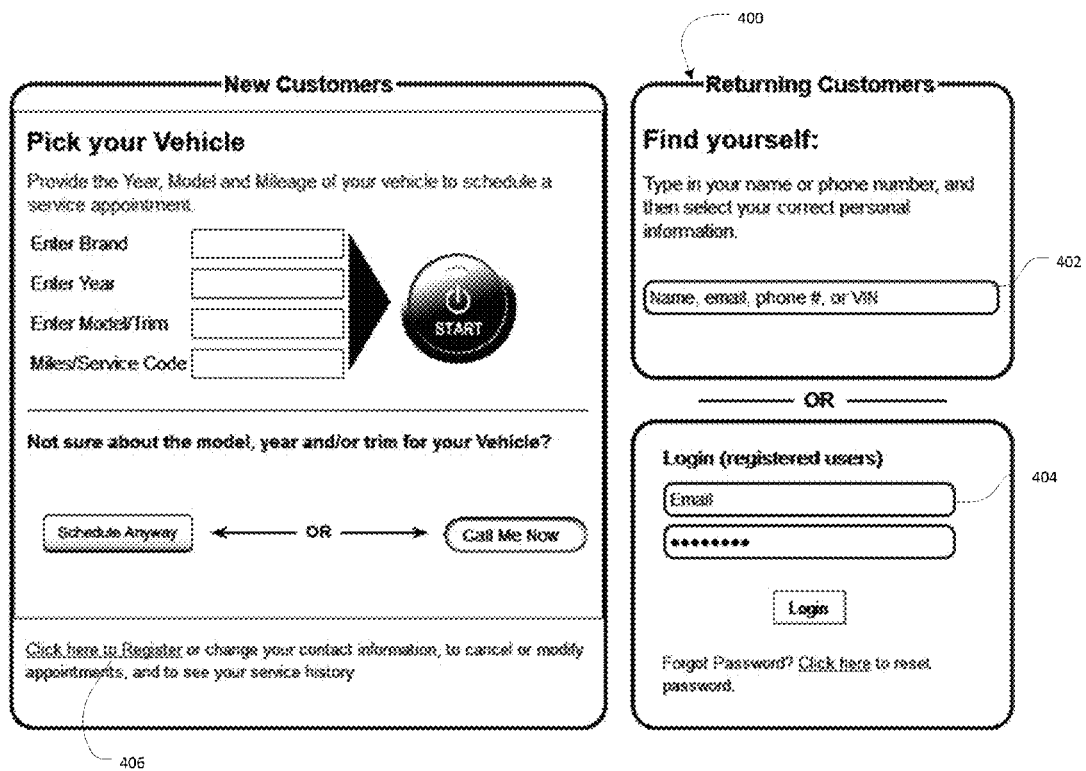 400
New Customers
Pick your Vehicle
Provide the Year, Model and Mileage of your vehicle to schedule a
service appointment.
Enter Brand
Enter Year
Enter Model/Trim
Miles/Service Code
START
Not sure about the model, year and/or trim for your Vehicle?
Schedule Anyway
OR
Call Me Now
Click here to Register or change your contact information, to cancel or modify
appointments, and to see your service history
406
Returning Customers
Find yourself:
Type in your name or phone number, and
then select your correct personal
information.
402
Name, email, phone #, or VIN
OR
Login (registered users)
404
Email
••••••••
Login
Forgot Password? Click here to reset
password.